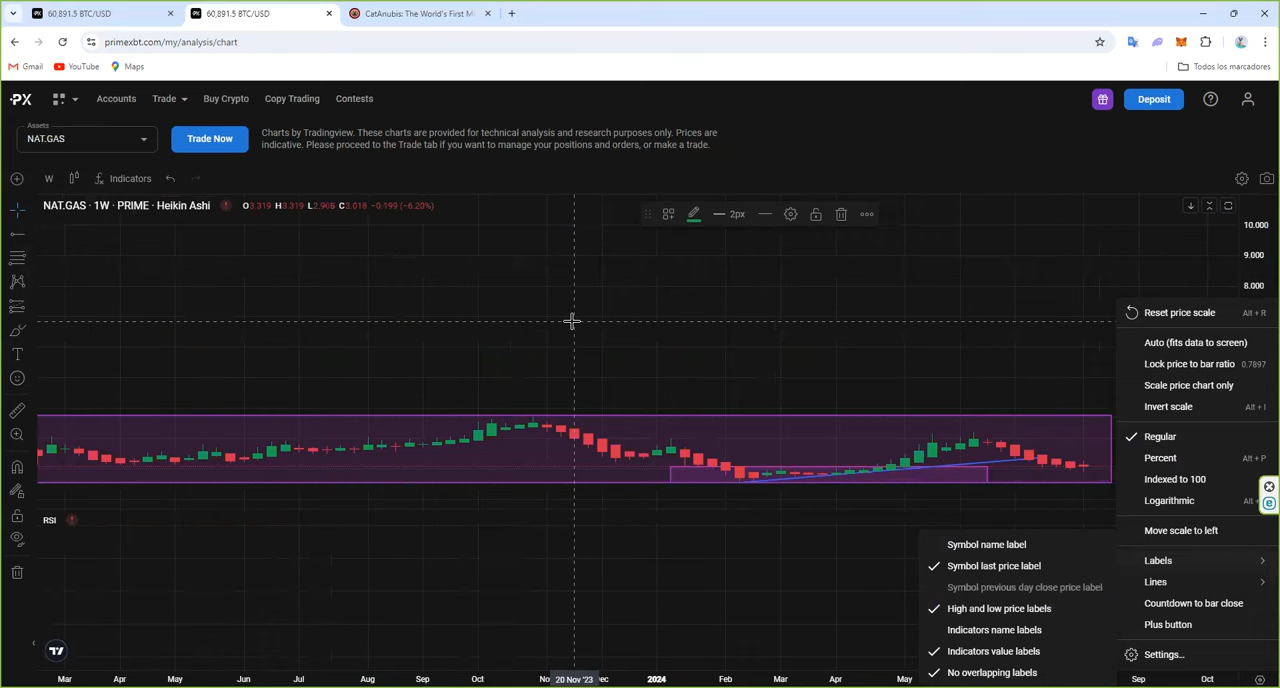 60,891.5 BTC/USD
60,891.5 BTC/USD
CatAnubis: The World's First M
primexbt.com/my/analysis/chart
Gmail
YouTube
Maps
Todos los marcadores
PX
Accounts
Trade
Buy Crypto
Copy Trading
Contests
Deposit
Assets
NAT.GAS
Trade Now
Charts by Tradingview. These charts are provided for technical analysis and research purposes only. Prices are
indicative. Please proceed to the Trade tab if you want to manage your positions and orders, or make a trade.
W
Indicators
NAT.GAS · 1W · PRIME · Heikin Ashi
O3.319 H3.319 L2.905 C3.018 -0.199 (-6.20%)
2px
10.000
9.000
8.000
Reset price scale Alt + R
Auto (fits data to screen)
Lock price to bar ratio 0.7897
Scale price chart only
Invert scale Alt + I
Regular
Percent Alt + P
Indexed to 100
Logarithmic Alt +
Move scale to left
Labels
Lines
Countdown to bar close
Plus button
Settings...
Symbol name label
Symbol last price label
Symbol previous day close price label
High and low price labels
Indicators name labels
Indicators value labels
No overlapping labels
RSI
Mar Apr May Jun Jul Aug Sep Oct No 20 Nov '23 ec 2024 Feb Mar Apr May Sep Oct